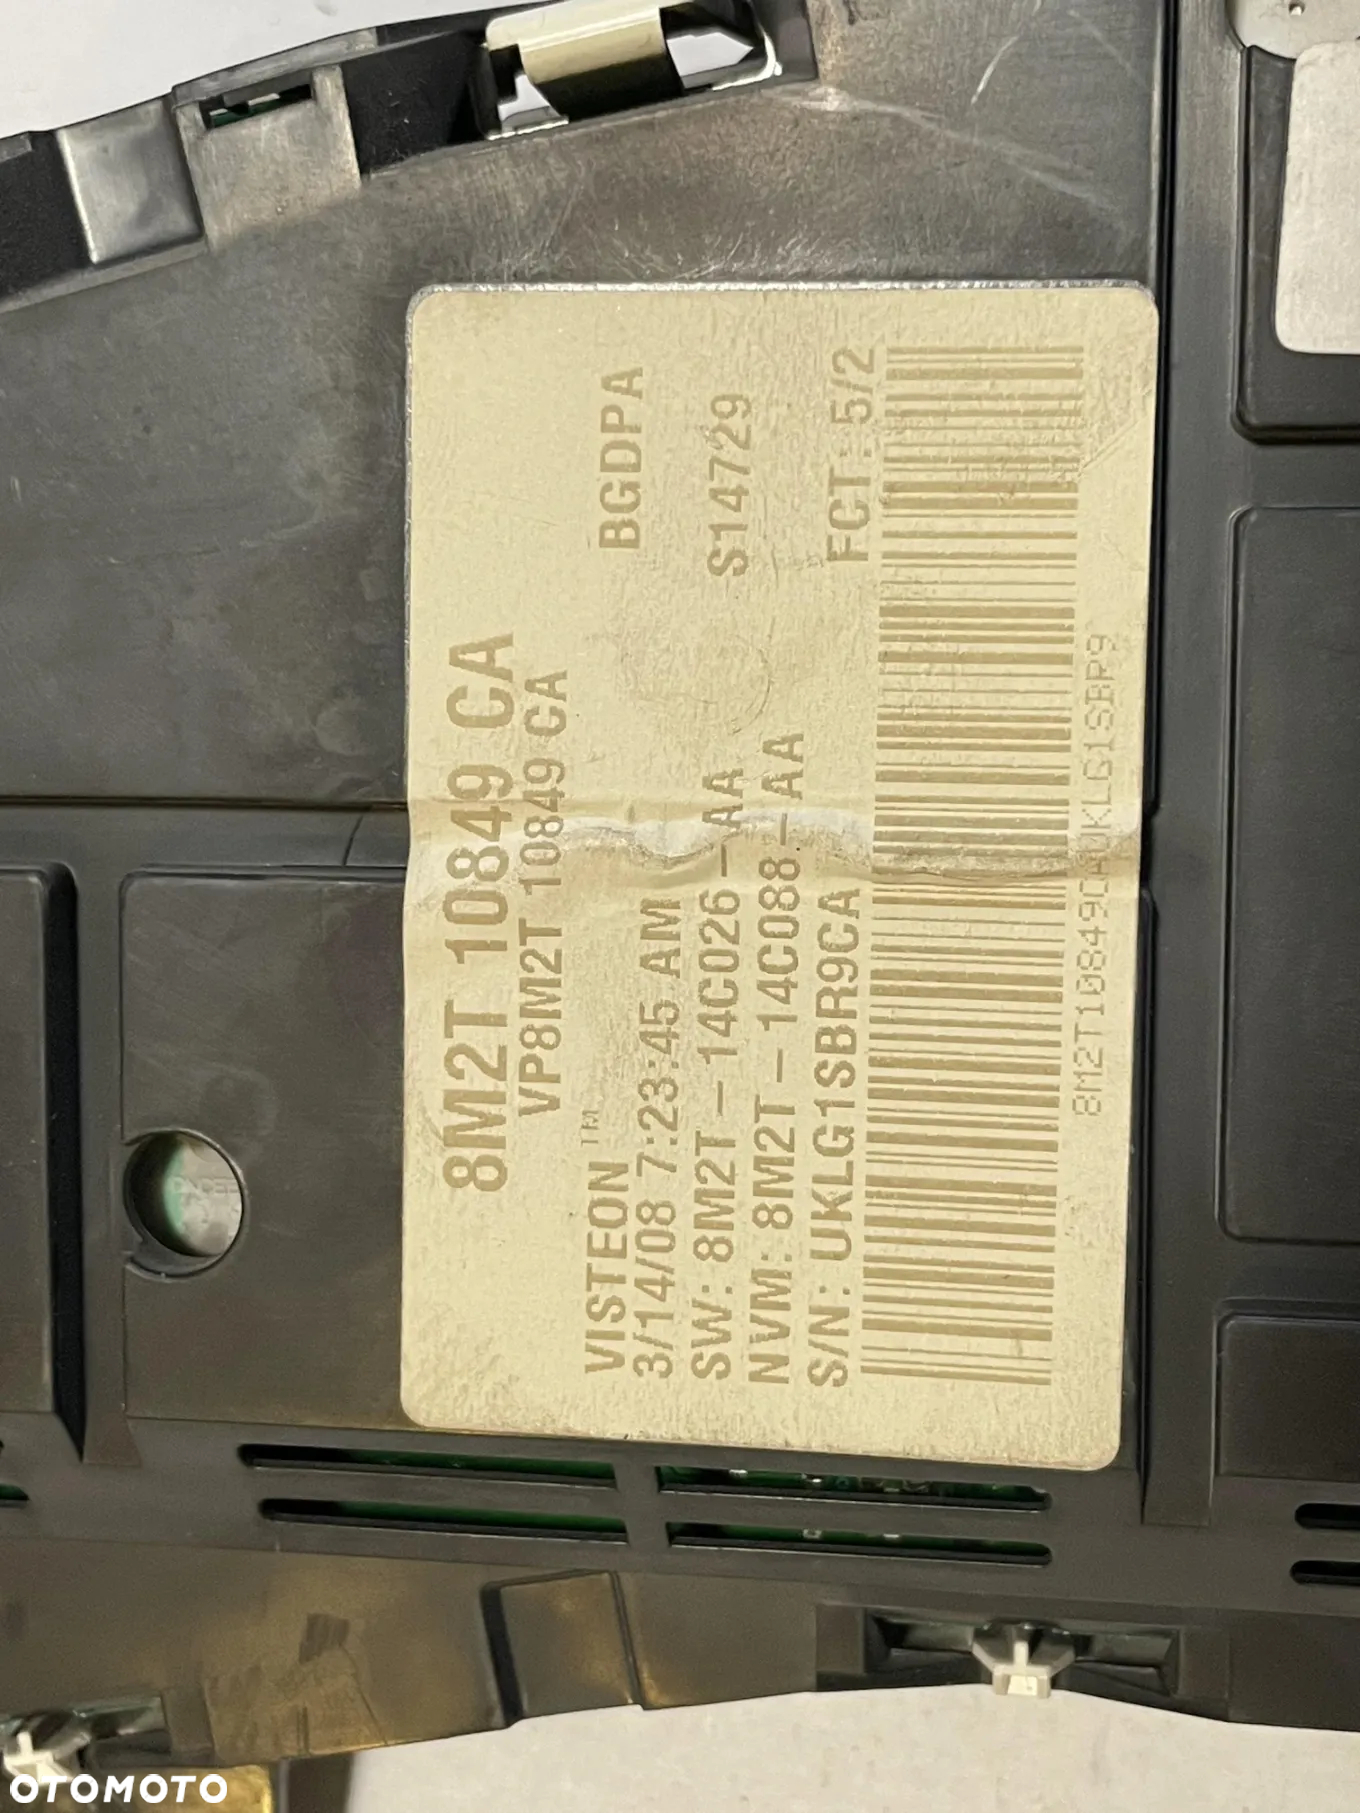 8M2T 10849 CA
VP8M2T 10849 CA
BGDPA
VISTEON™
3/14/08 7:23:45 AM
S14729
SW: 8M2T-14C026-AA
NVM: 8M2T-14C088-AA
S/N: UKLG1SBR9CA
FCT: 5/2
8M2T10849CAUKLG1SBR9
OTOMOTO